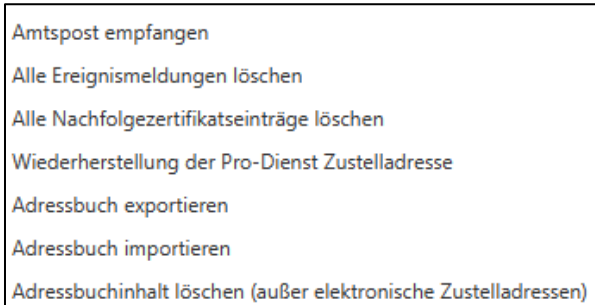 Amtspost empfangen
Alle Ereignismeldungen löschen
Alle Nachfolgezertifikatseinträge löschen
Wiederherstellung der Pro-Dienst Zustelladresse
Adressbuch exportieren
Adressbuch importieren
Adressbuchinhalt löschen (außer elektronische Zustelladressen)